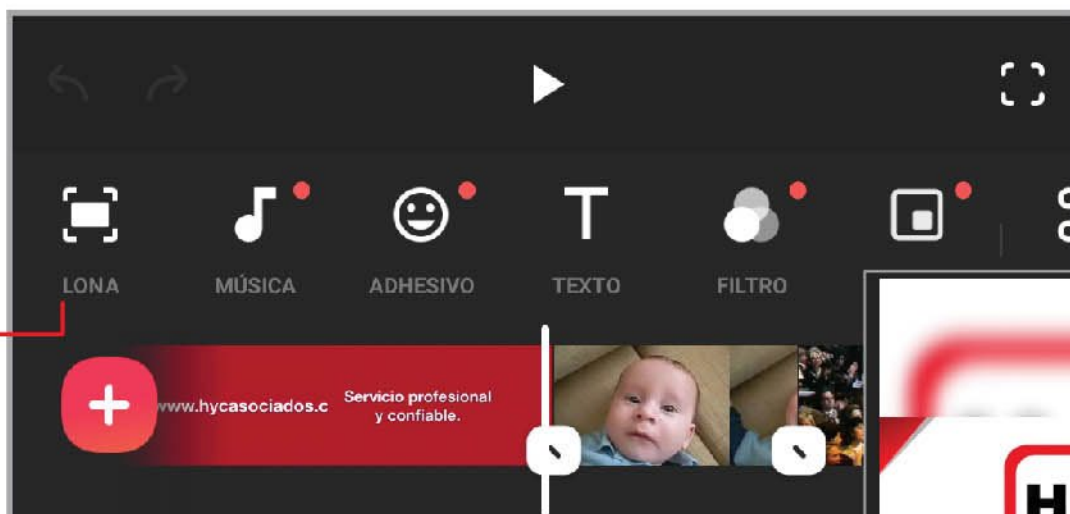 LONA
MÚSICA
ADHESIVO
TEXTO
FILTRO
www.hycasociados.c
Servicio profesional
y confiable.
H